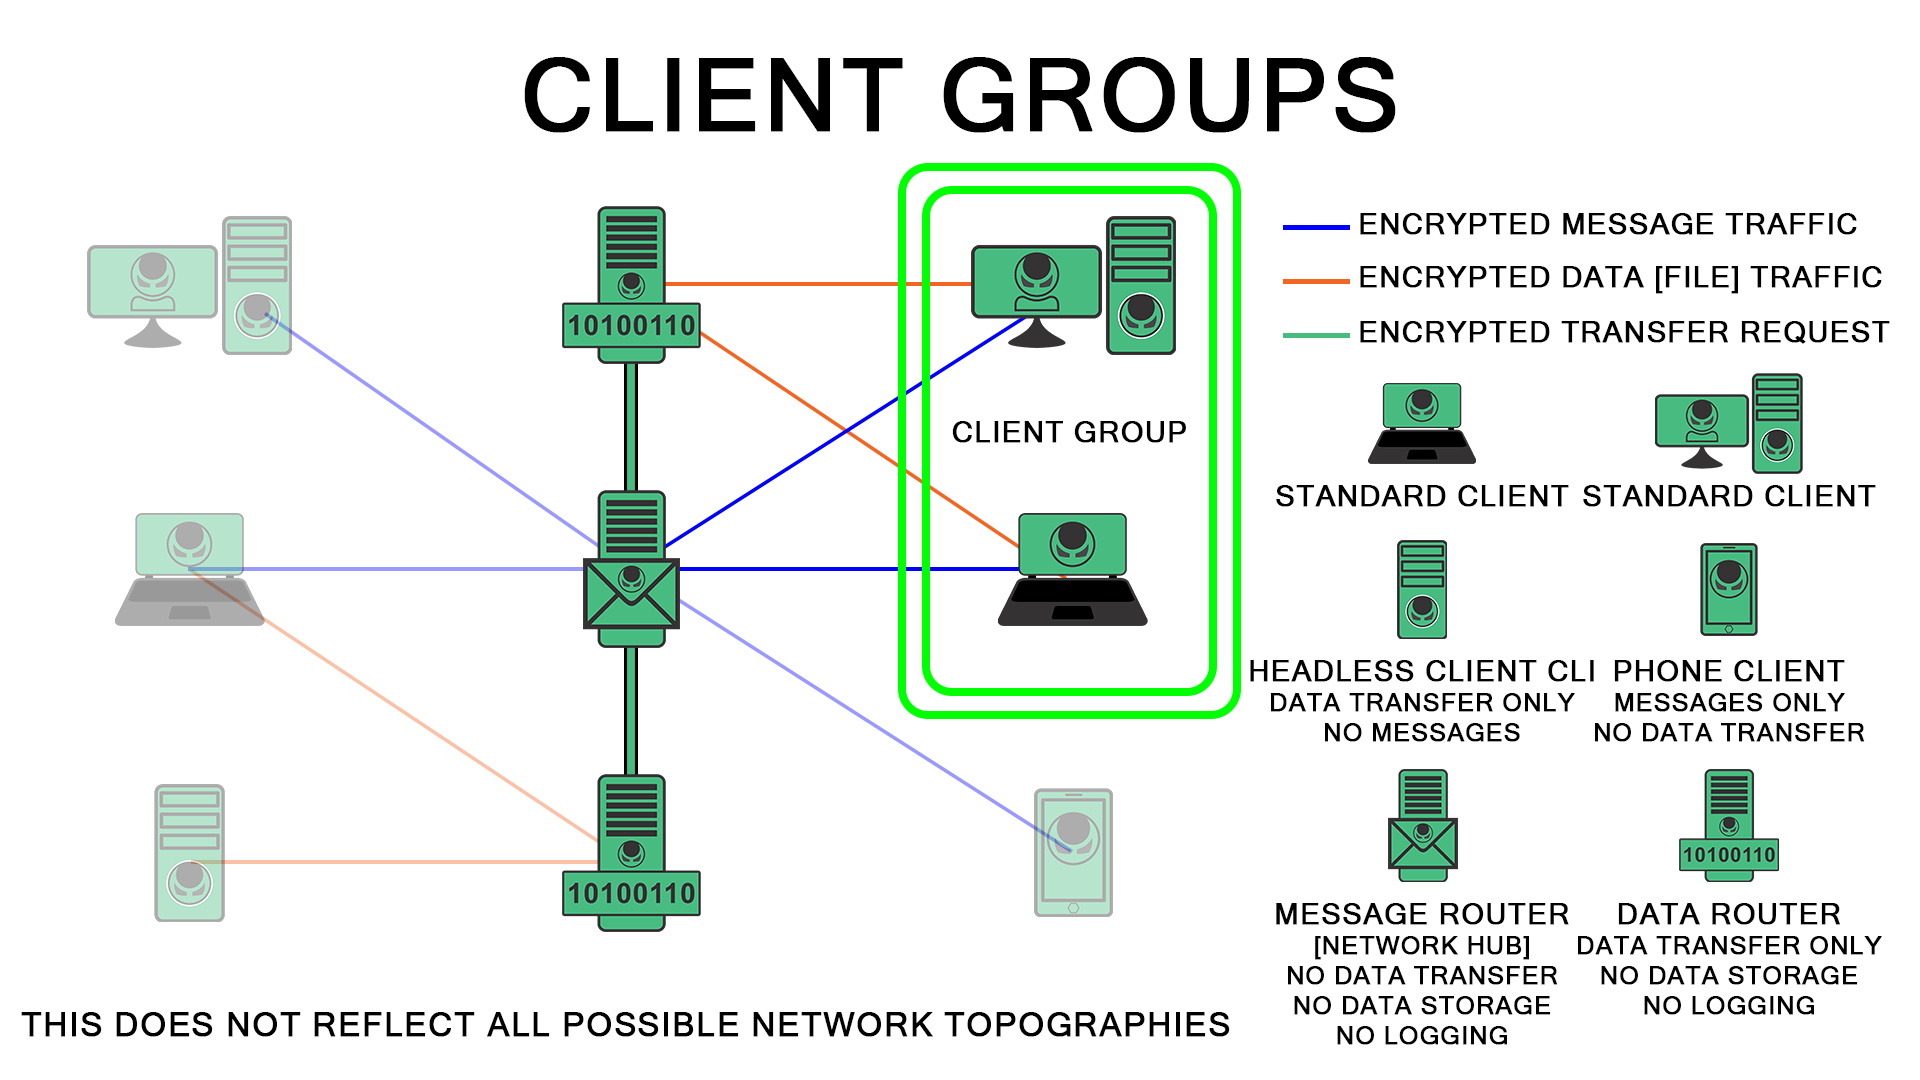 CLIENT GROUPS
ENCRYPTED MESSAGE TRAFFIC
ENCRYPTED DATA [FILE] TRAFFIC
ENCRYPTED TRANSFER REQUEST
10100110
CLIENT GROUP
STANDARD CLIENT
STANDARD CLIENT
HEADLESS CLIENT CLI
DATA TRANSFER ONLY
NO MESSAGES
PHONE CLIENT
MESSAGES ONLY
NO DATA TRANSFER
10100110
10100110
MESSAGE ROUTER
[NETWORK HUB]
NO DATA TRANSFER
NO DATA STORAGE
NO LOGGING
DATA ROUTER
DATA TRANSFER ONLY
NO DATA STORAGE
NO LOGGING
THIS DOES NOT REFLECT ALL POSSIBLE NETWORK TOPOGRAPHIES